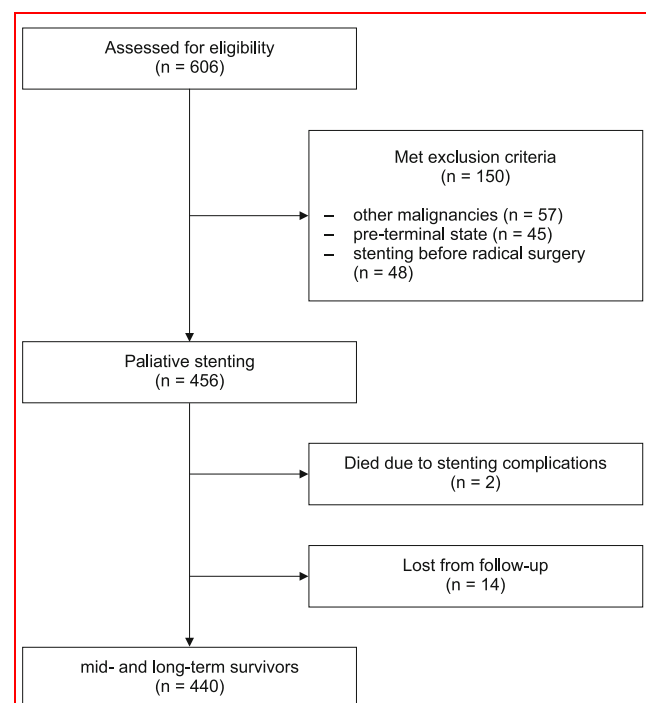 Assessed for eligibility
(n = 606)
Met exclusion criteria
(n = 150)
– other malignancies (n = 57)
– pre-terminal state (n = 45)
– stenting before radical surgery
(n = 48)
Paliative stenting
(n = 456)
Died due to stenting complications
(n = 2)
Lost from follow-up
(n = 14)
mid- and long-term survivors
(n = 440)